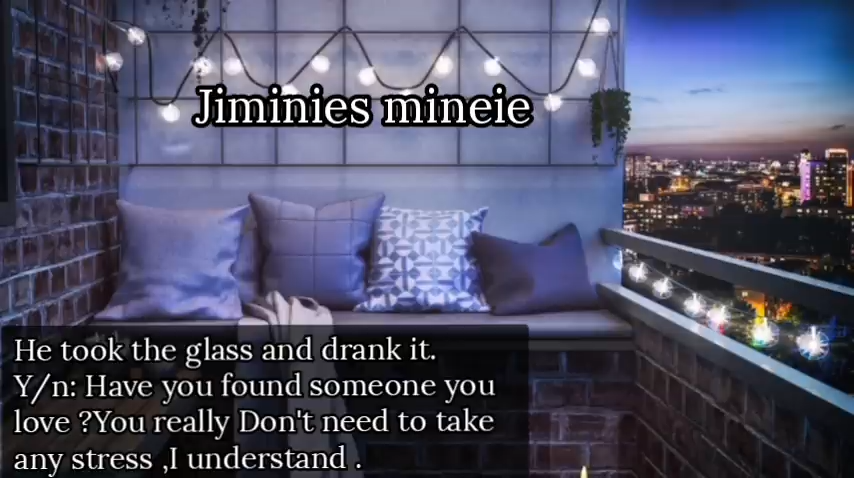 Jiminies mineie
He took the glass and drank it.
Y/n: Have you found someone you
love ?You really Don't need to take
any stress ,I understand .